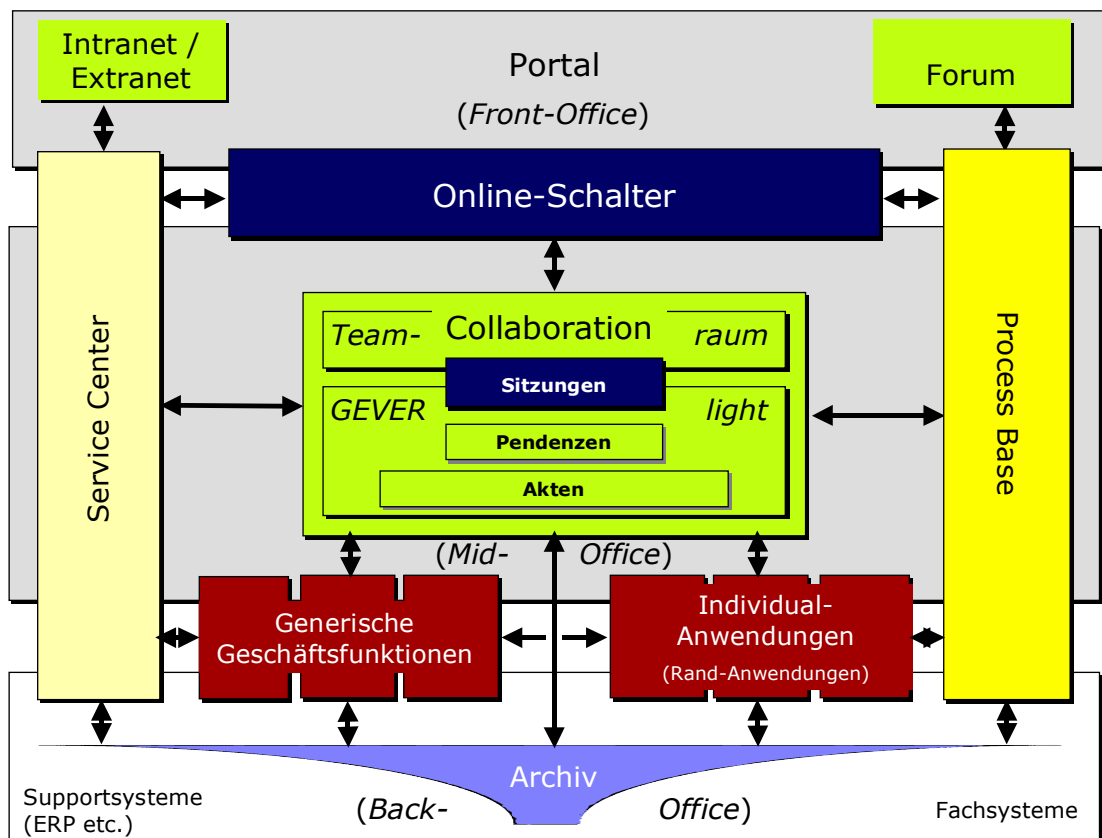 Intranet /
Extranet
Portal
(Front-Office)
Forum
Online-Schalter
Service Center
Process Base
Team- Collaboration raum
Sitzungen
GEVER light
Pendenzen
Akten
(Mid- Office)
Generische
Geschäftsfunktionen
Individual-
Anwendungen
(Rand-Anwendungen)
Archiv
Supportsysteme
(ERP etc.)
(Back- Office)
Fachsysteme